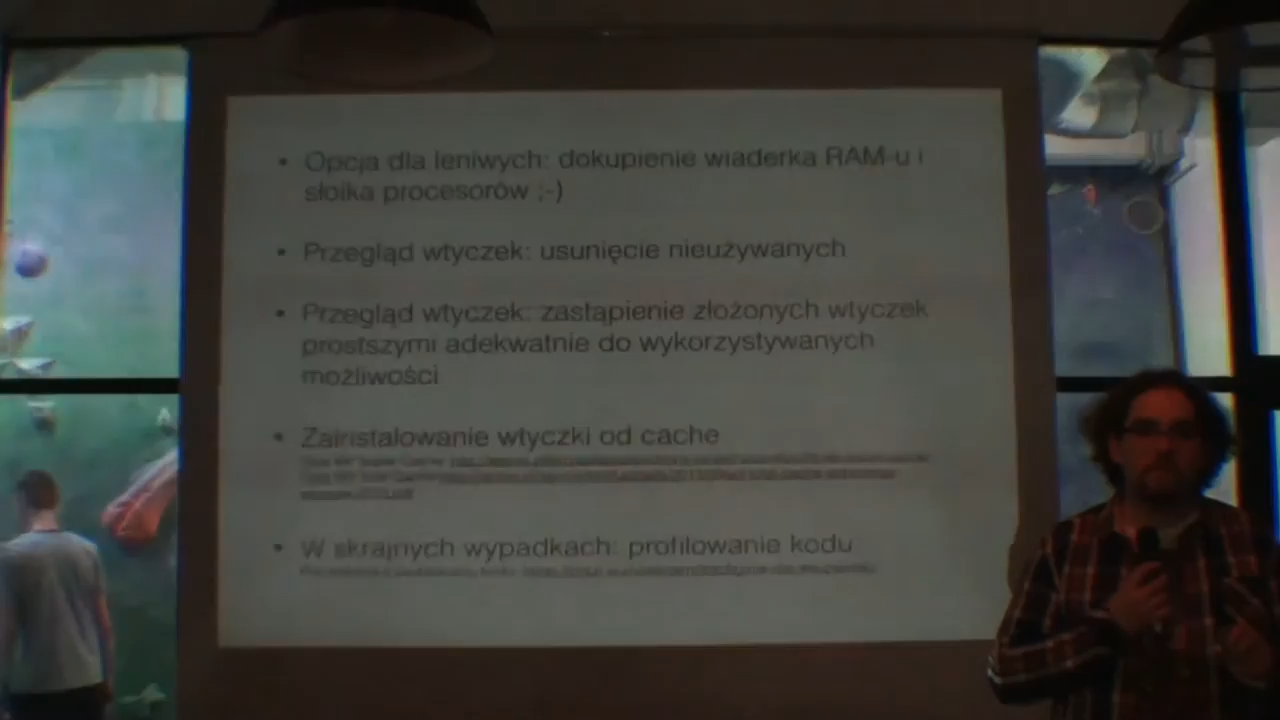 • Opcja dla leniwych: dokupienie wiaderka RAM-u i
słoika procesorów ;-)
• Przegląd wtyczek: usunięcie nieużywanych
• Przegląd wtyczek: zastąpienie złożonych wtyczek
prostszymi adekwatnie do wykorzystywanych
możliwości
• Zainstalowanie wtyczki od cache
• W skrajnych wypadkach: profilowanie kodu